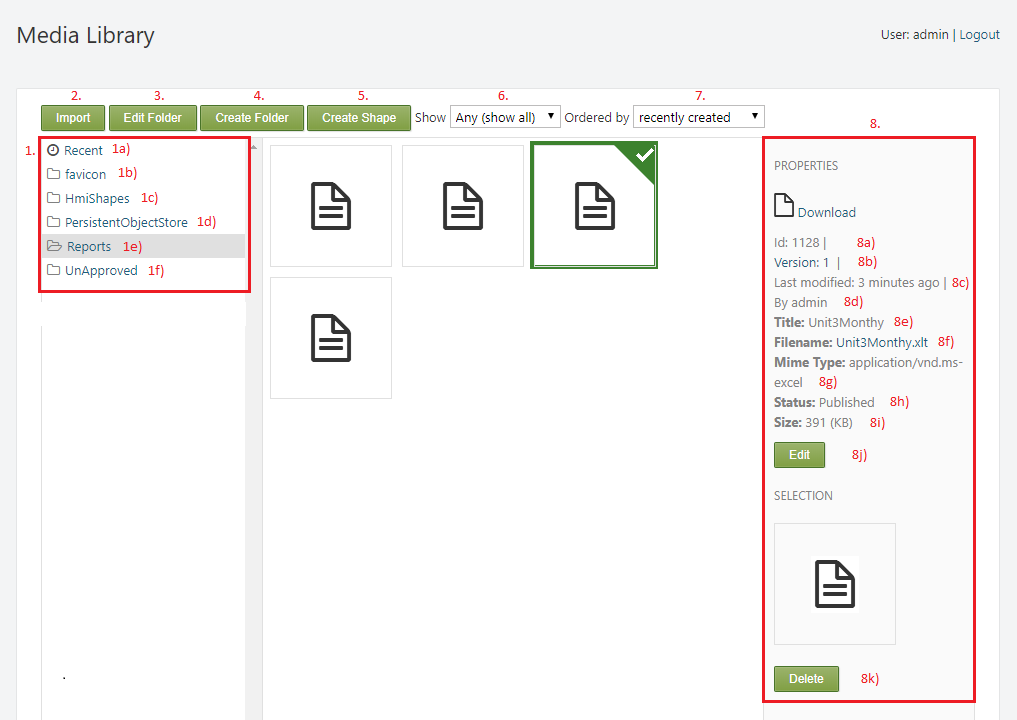 Media Library
User: admin | Logout
2. 3. 4. 5. 6. 7.
Import Edit Folder Create Folder Create Shape Show Any (show all) Ordered by recently created
8.
1. Recent 1a)
favicon 1b)
HmiShapes 1c)
PersistentObjectStore 1d)
Reports 1e)
UnApproved 1f)
PROPERTIES
Download
Id: 1128 | 8a)
Version: 1 | 8b)
Last modified: 3 minutes ago | 8c)
By admin 8d)
Title: Unit3Monthy 8e)
Filename: Unit3Monthy.xlt 8f)
Mime Type: application/vnd.ms-
excel 8g)
Status: Published 8h)
Size: 391 (KB) 8i)
Edit 8j)
SELECTION
Delete 8k)